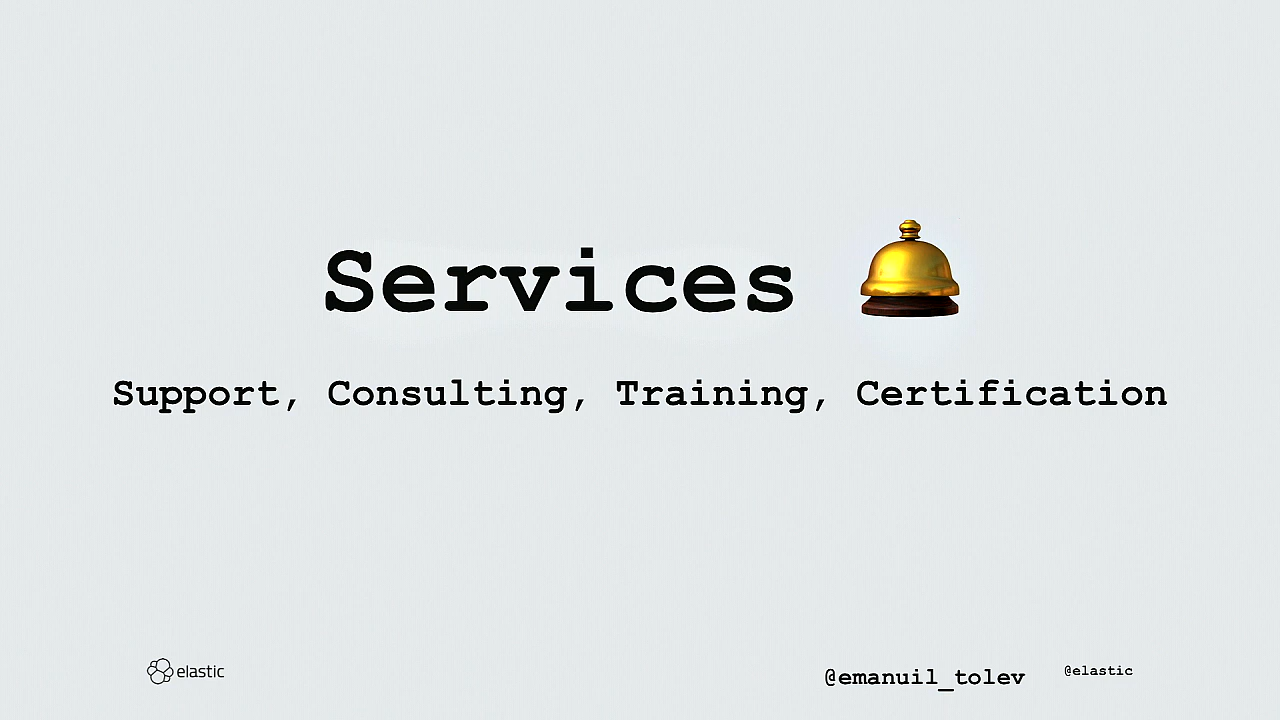 Services
Support, Consulting, Training, Certification
elastic
@emanuil_tolev
@elastic